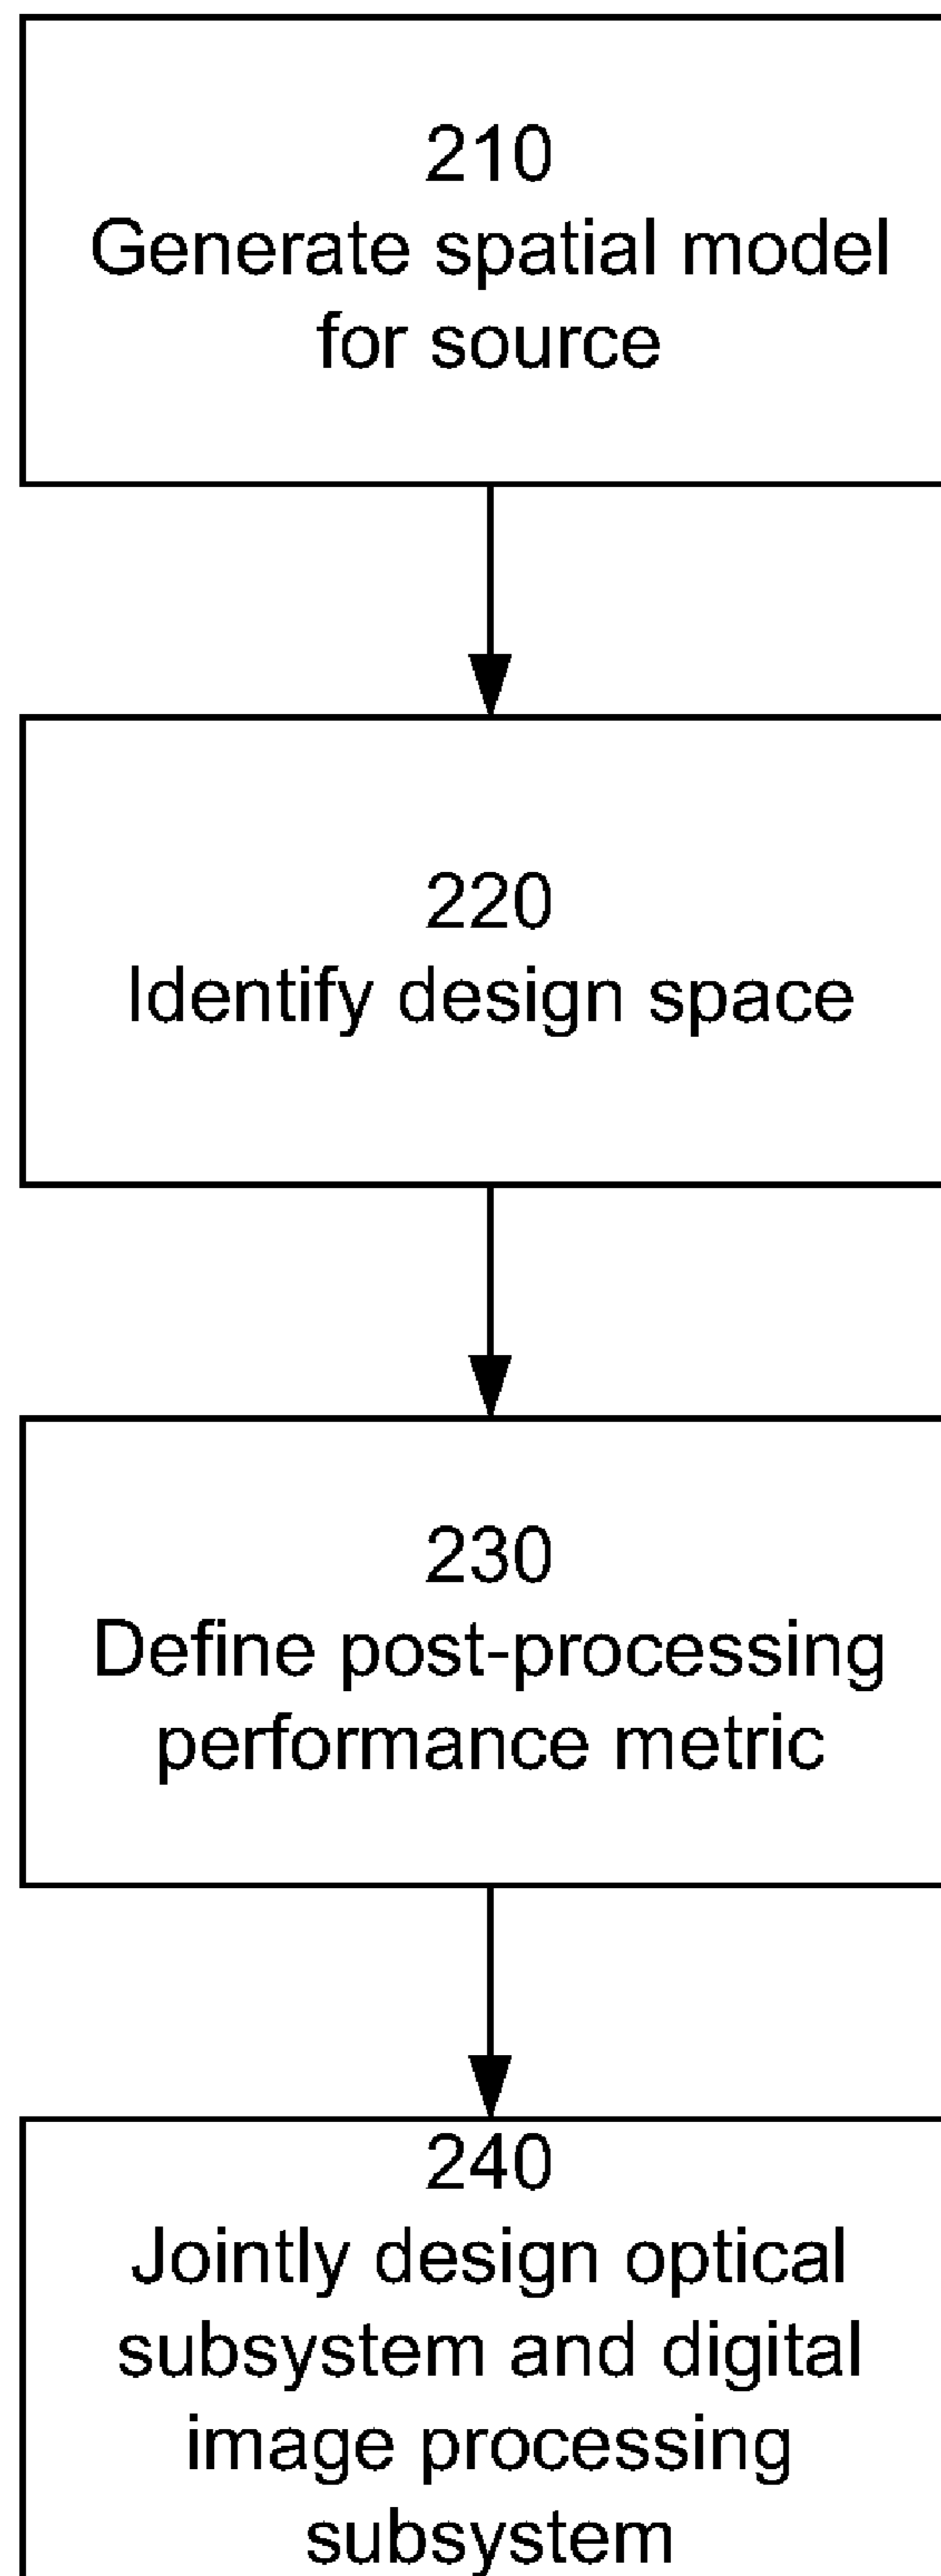 210
Generate spatial model
for source
220
Identify design space
230
Define post-processing
performance metric
240
Jointly design optical
subsystem and digital
image processing
subsystem